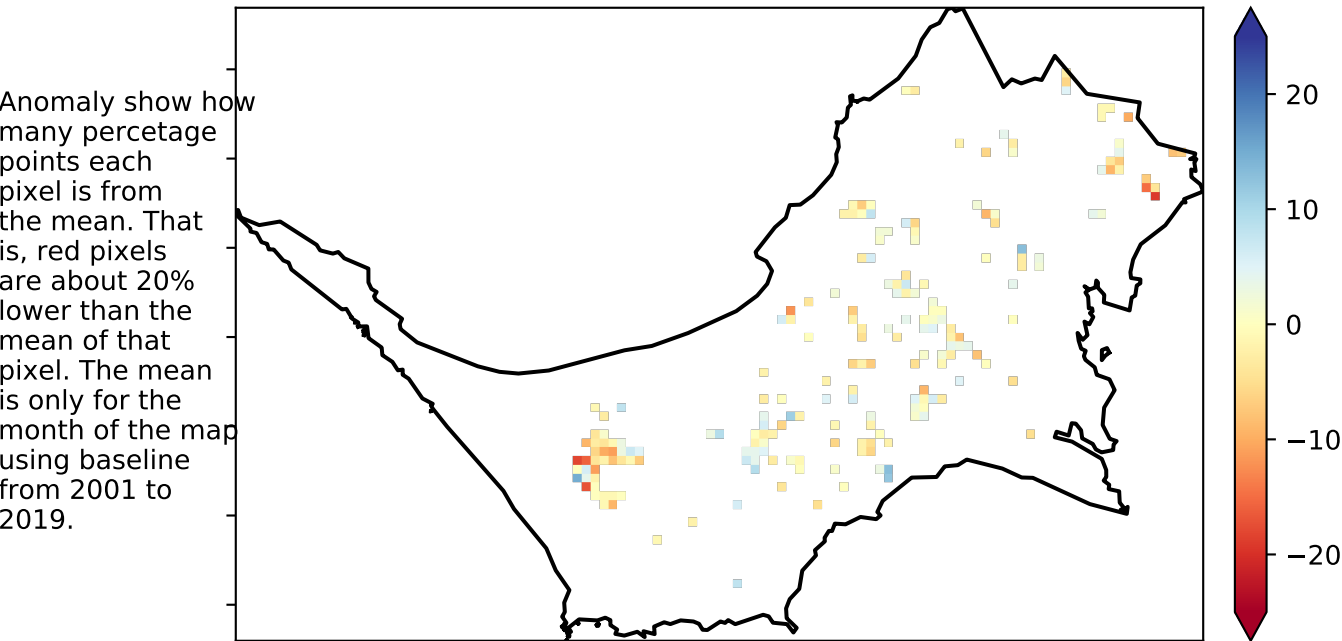 Anomaly show how
many percetage
points each
pixel is from
the mean. That
is, red pixels
are about 20%
lower than the
mean of that
pixel. The mean
is only for the
month of the map
using baseline
from 2001 to
2019.
20
10
0
−10
−20